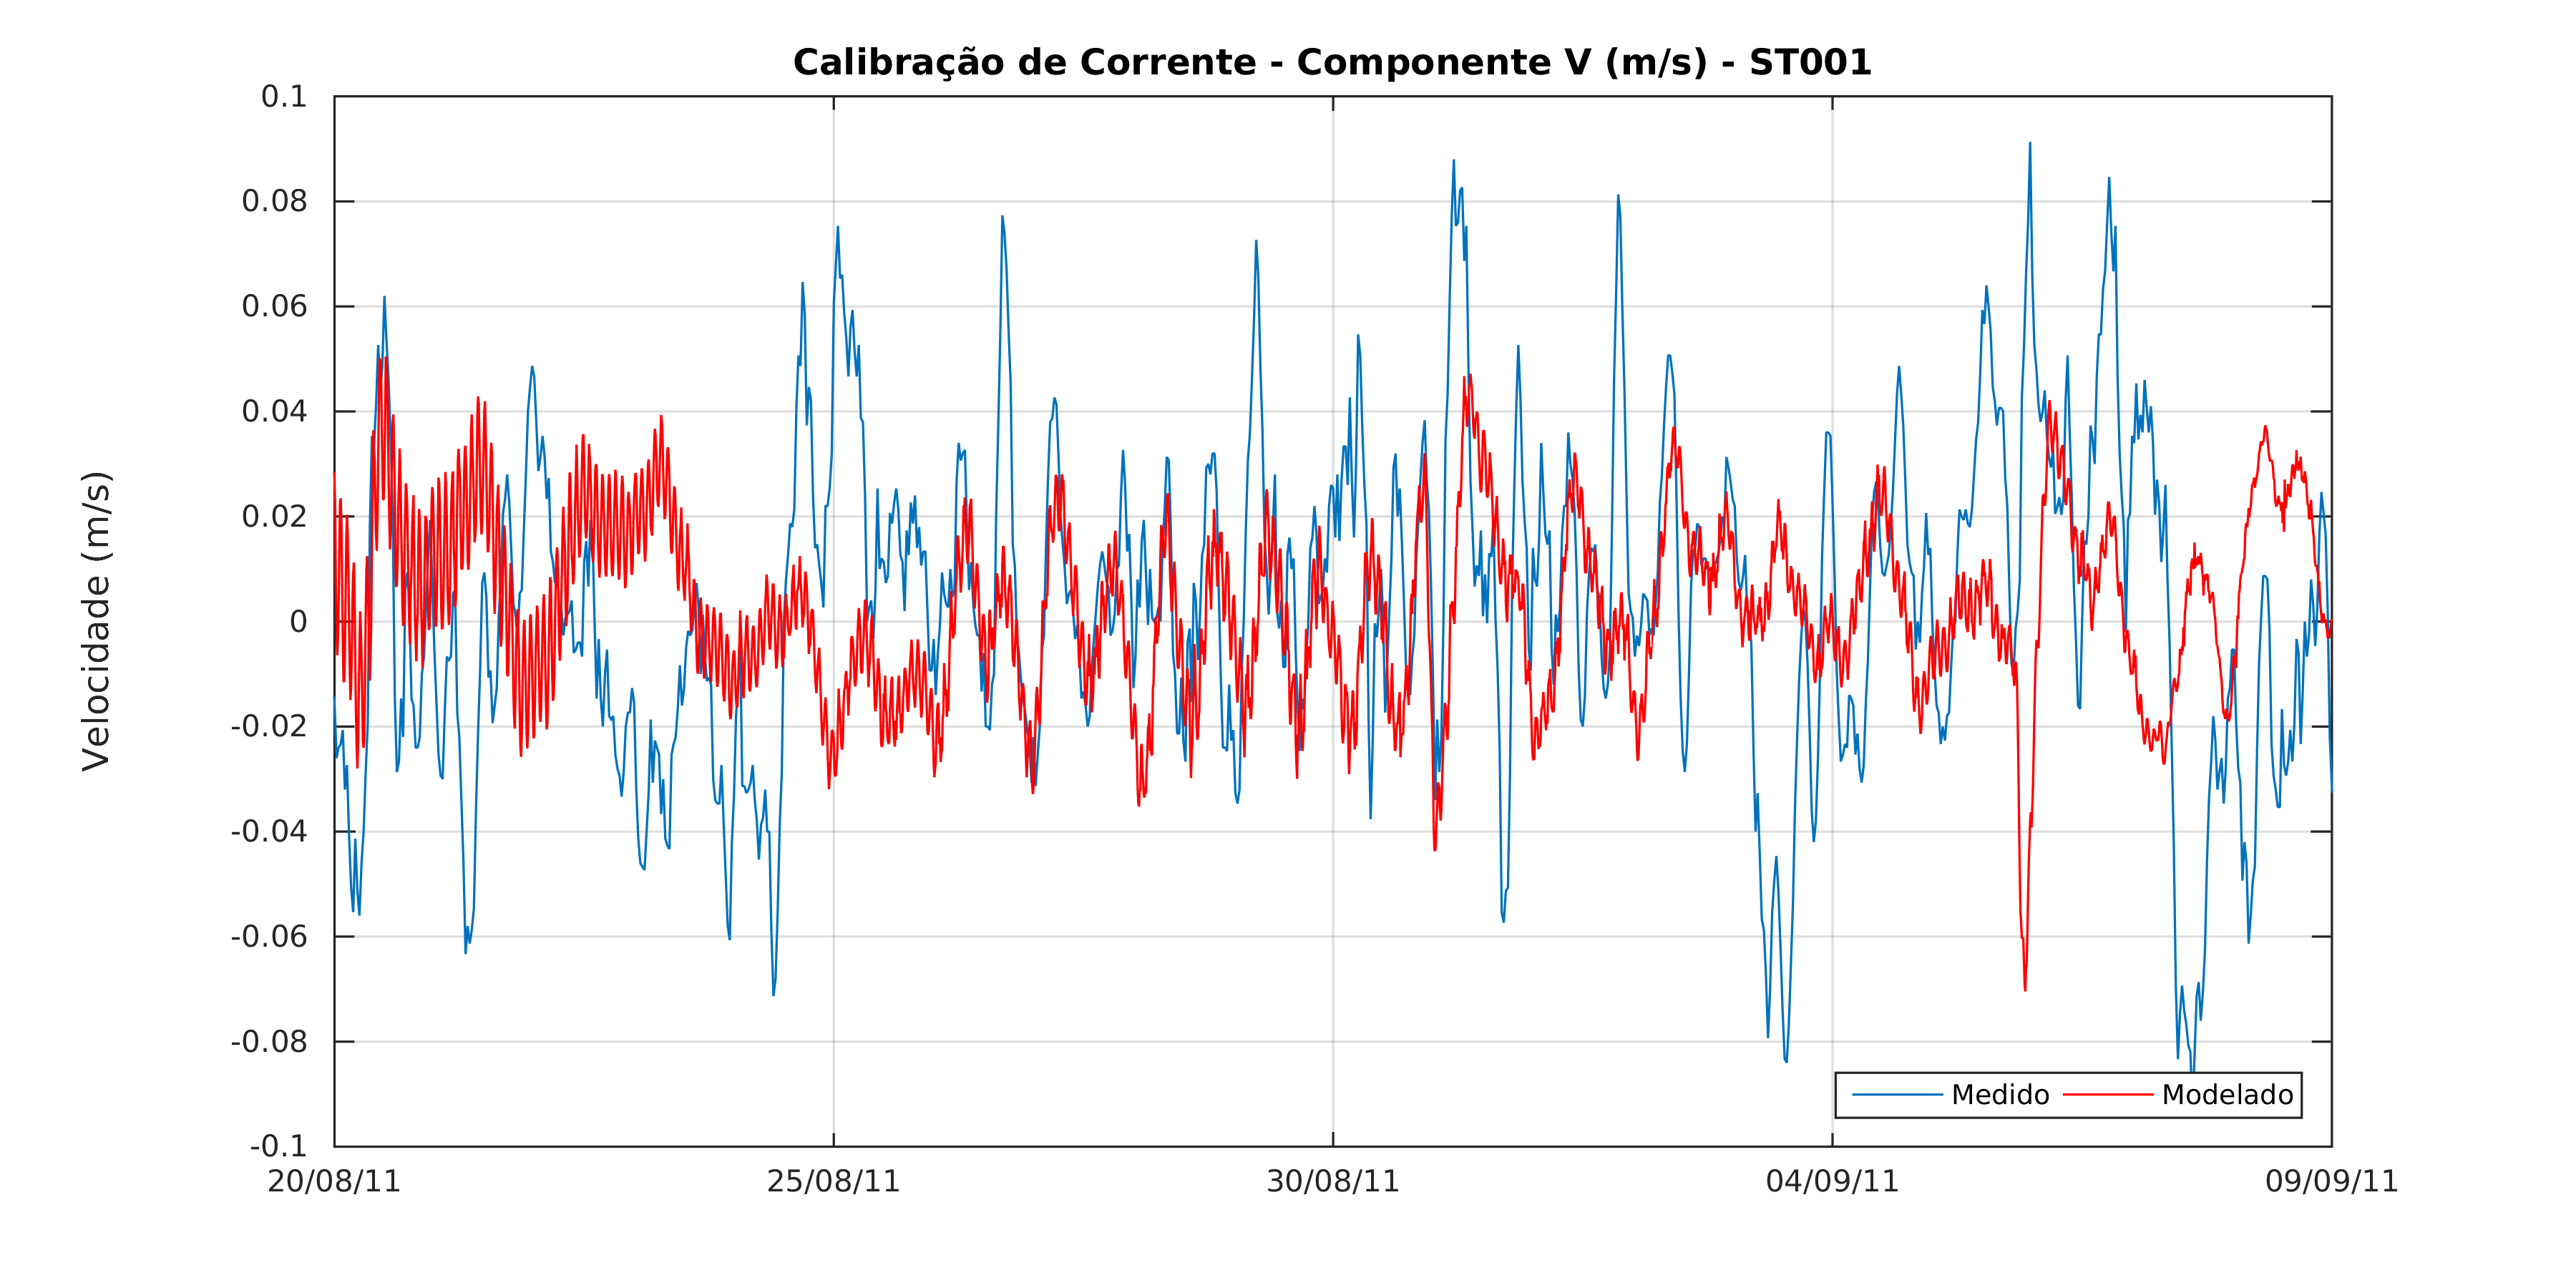 Calibração de Corrente - Componente V (m/s) - ST001
Velocidade (m/s)
0.1
0.08
0.06
0.04
0.02
0
-0.02
-0.04
-0.06
-0.08
-0.1
20/08/11 25/08/11 30/08/11 04/09/11 09/09/11
Medido Modelado